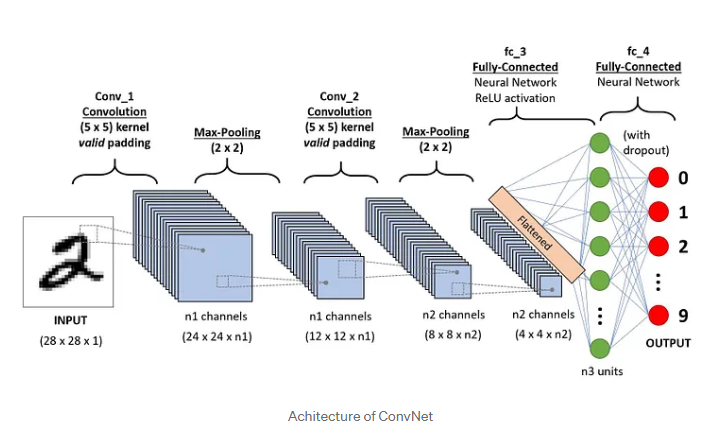 fc_3
Fully-Connected
Neural Network
ReLU activation
fc_4
Fully-Connected
Neural Network
Conv_1
Convolution
(5 x 5) kernel
valid padding
Max-Pooling
(2 x 2)
Conv_2
Convolution
(5 x 5) kernel
valid padding
Max-Pooling
(2 x 2)
(with
dropout)
Flattened
0
1
2
9
INPUT
(28 x 28 x 1)
n1 channels
(24 x 24 x n1)
n1 channels
(12 x 12 x n1)
n2 channels
(8 x 8 x n2)
n2 channels
(4 x 4 x n2)
OUTPUT
n3 units
2
Achitecture of ConvNet